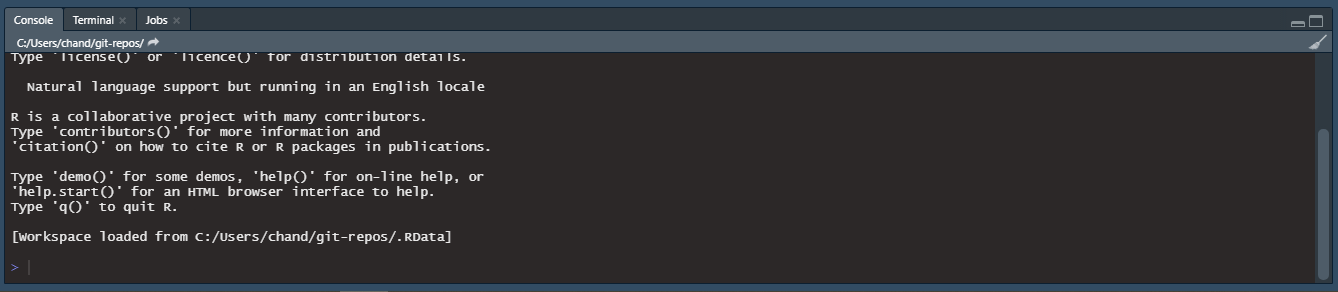 Console Terminal Jobs
C:/Users/chand/git-repos/
Type 'license()' or 'licence()' for distribution details.
Natural language support but running in an English locale
R is a collaborative project with many contributors.
Type 'contributors()' for more information and
'citation()' on how to cite R or R packages in publications.
Type 'demo()' for some demos, 'help()' for on-line help, or
'help.start()' for an HTML browser interface to help.
Type 'q()' to quit R.
[Workspace loaded from C:/Users/chand/git-repos/.RData]
>